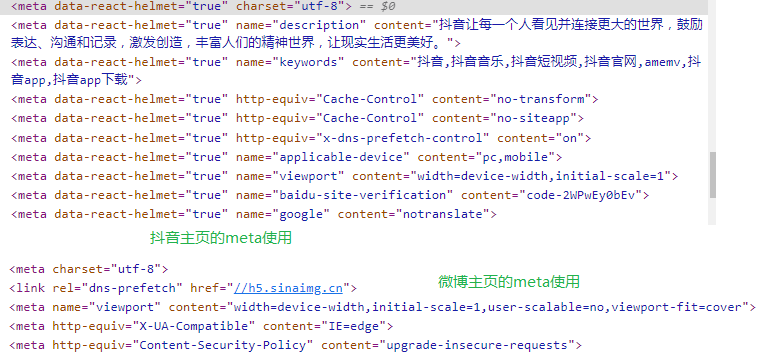 <meta data-react-helmet="true" charset="utf-8"> == $0
<meta data-react-helmet="true" name="description" content="抖音让每一个人看见并连接更大的世界，鼓励
表达、沟通和记录，激发创造，丰富人们的精神世界，让现实生活更美好。">
<meta data-react-helmet="true" name="keywords" content="抖音,抖音音乐,抖音短视频,抖音官网,amemv,抖
音app,抖音app下载">
<meta data-react-helmet="true" http-equiv="Cache-Control" content="no-transform">
<meta data-react-helmet="true" http-equiv="Cache-Control" content="no-siteapp">
<meta data-react-helmet="true" http-equiv="x-dns-prefetch-control" content="on">
<meta data-react-helmet="true" name="applicable-device" content="pc,mobile">
<meta data-react-helmet="true" name="viewport" content="width=device-width,initial-scale=1">
<meta data-react-helmet="true" name="baidu-site-verification" content="code-2WPwEy0bEv">
<meta data-react-helmet="true" name="google" content="notranslate">
抖音主页的meta使用
<meta charset="utf-8">
<link rel="dns-prefetch" href="//h5.sinaimg.cn">
微博主页的meta使用
<meta name="viewport" content="width=device-width,initial-scale=1,user-scalable=no,viewport-fit=cover">
<meta http-equiv="X-UA-Compatible" content="IE=edge">
<meta http-equiv="Content-Security-Policy" content="upgrade-insecure-requests">